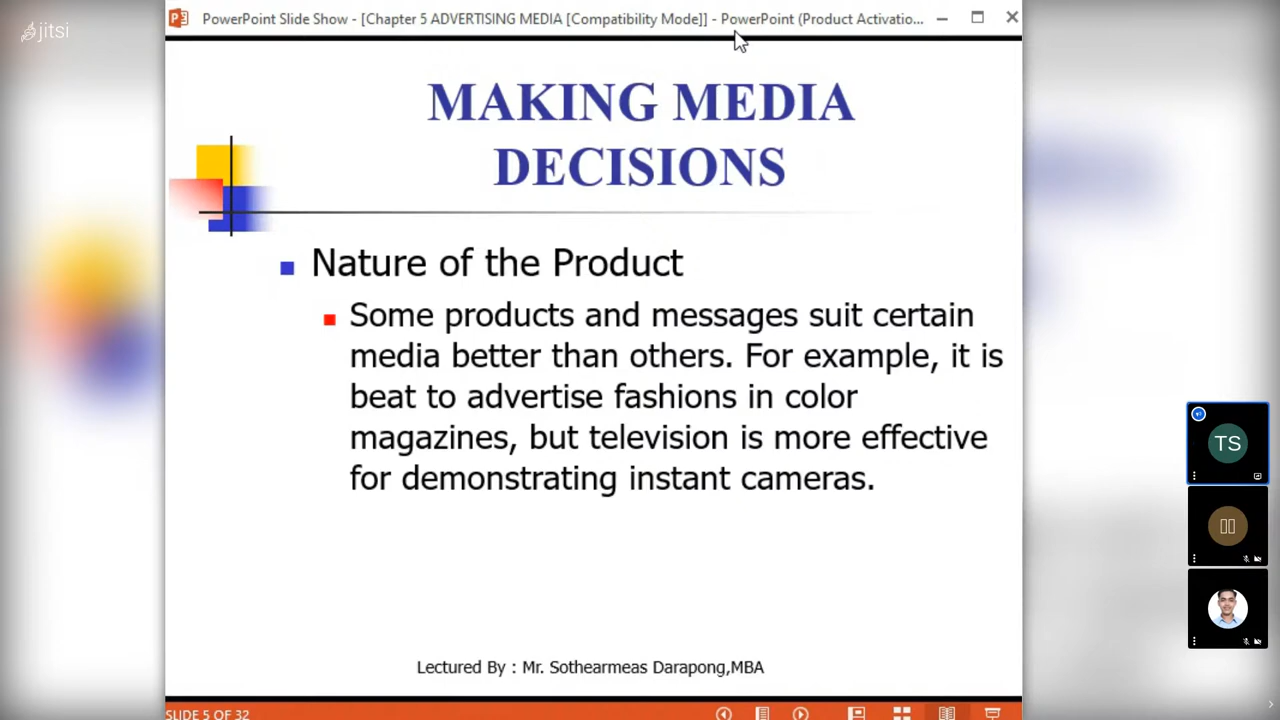 jitsi
PowerPoint Slide Show - [Chapter 5 ADVERTISING MEDIA [Compatibility Mode]] - PowerPoint (Product Activatio...
MAKING MEDIA
DECISIONS
Nature of the Product
Some products and messages suit certain
media better than others. For example, it is
beat to advertise fashions in color
magazines, but television is more effective
for demonstrating instant cameras.
TS
Lectured By : Mr. Sothearmeas Darapong,MBA
SLIDE 5 OF 32